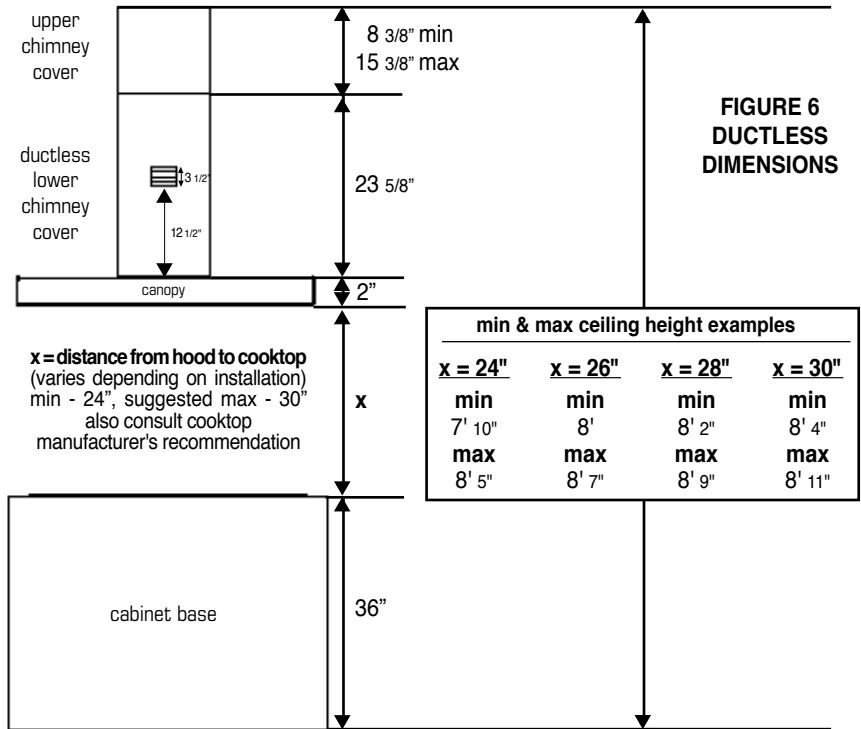 upper
chimney
cover
8 3/8” min
15 3/8” max
FIGURE 6
DUCTLESS
DIMENSIONS
ductless
lower
chimney
cover
3 1/2"
23 5/8”
12 1/2"
canopy
2”
x = distance from hood to cooktop
(varies depending on installation)
min - 24”, suggested max - 30”
also consult cooktop
manufacturer's recommendation
x
min & max ceiling height examples
x = 24" x = 26" x = 28" x = 30"
min min min min
7' 10" 8' 8' 2" 8' 4"
max max max max
8' 5" 8' 7" 8' 9" 8' 11"
cabinet base
36”